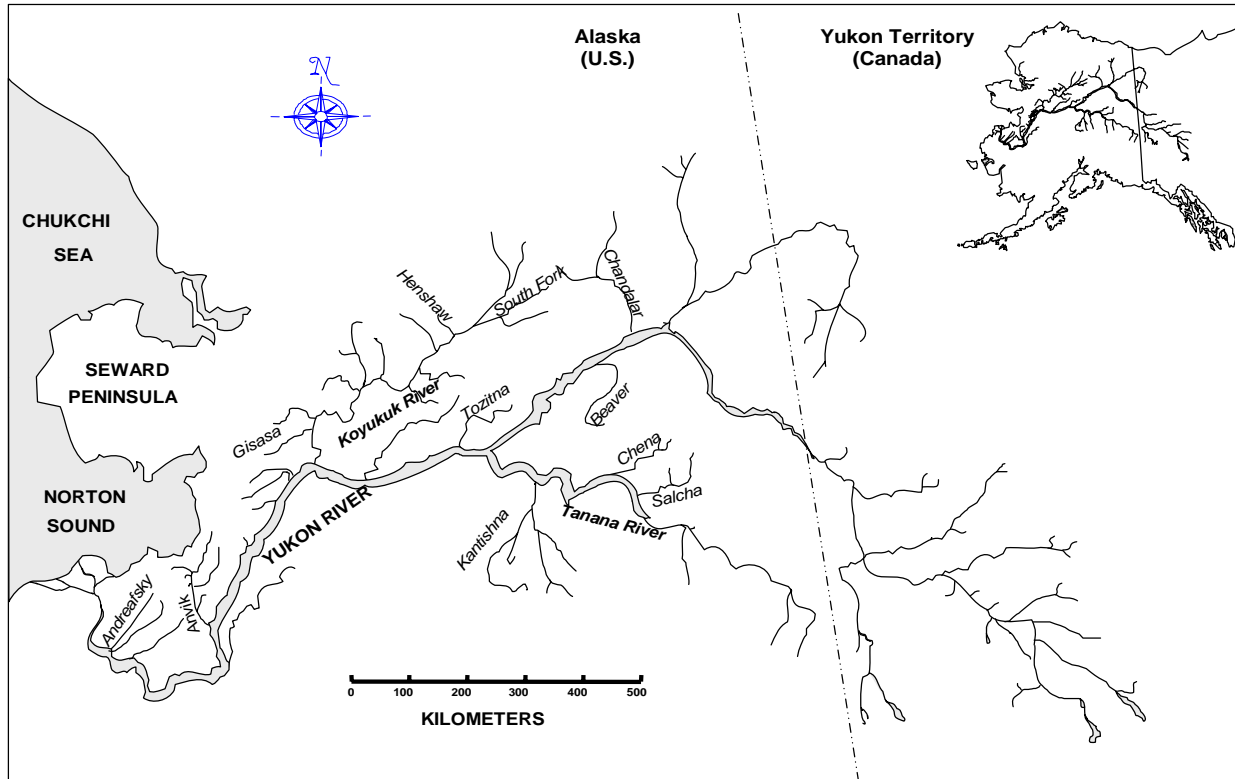 Alaska
(U.S.)
Yukon Territory
(Canada)
N
CHUKCHI
SEA
SEWARD
PENINSULA
NORTON
SOUND
Henshaw
South Fork
Chandalar
Koyukuk River
Tozitna
Beaver
Gisasa
YUKON RIVER
Chena
Salcha
Tanana River
Kantishna
Andreafsky
Anvik
0 100 200 300 400 500
KILOMETERS